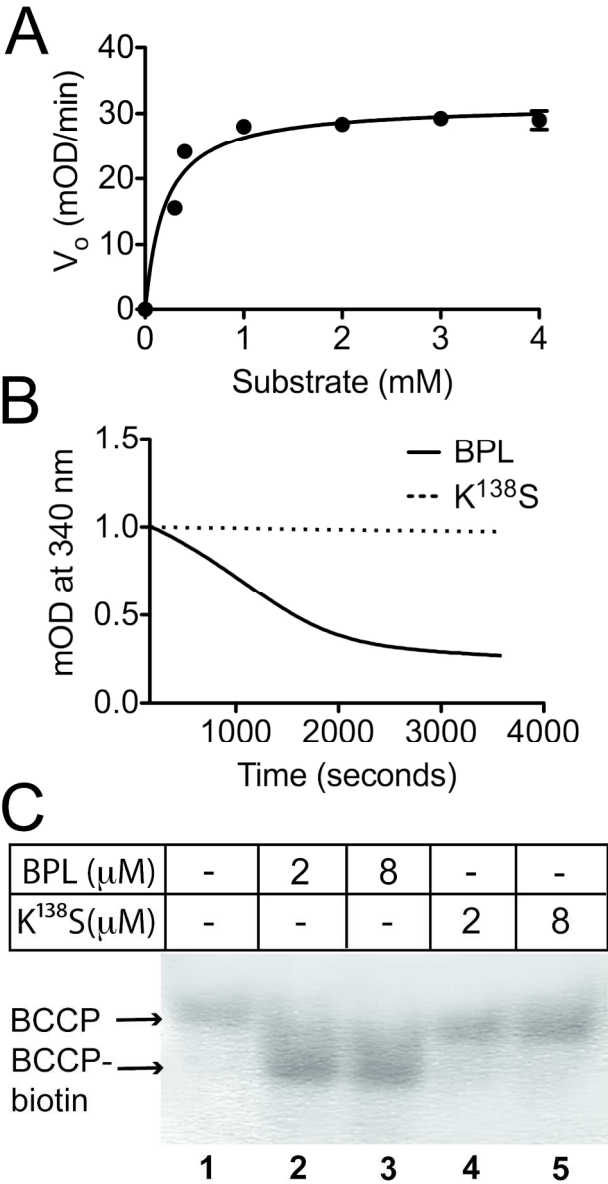 A
40
30
20
10
0
V₀ (mOD/min)
0 1 2 3 4
Substrate (mM)
B
1.5
1.0
0.5
0.0
mOD at 340 nm
BPL
K¹³⁸S
1000 2000 3000 4000
Time (seconds)
C
BPL (μM) - 2 8 - -
K¹³⁸S(μM) - - - 2 8
BCCP
BCCP-
biotin
1 2 3 4 5